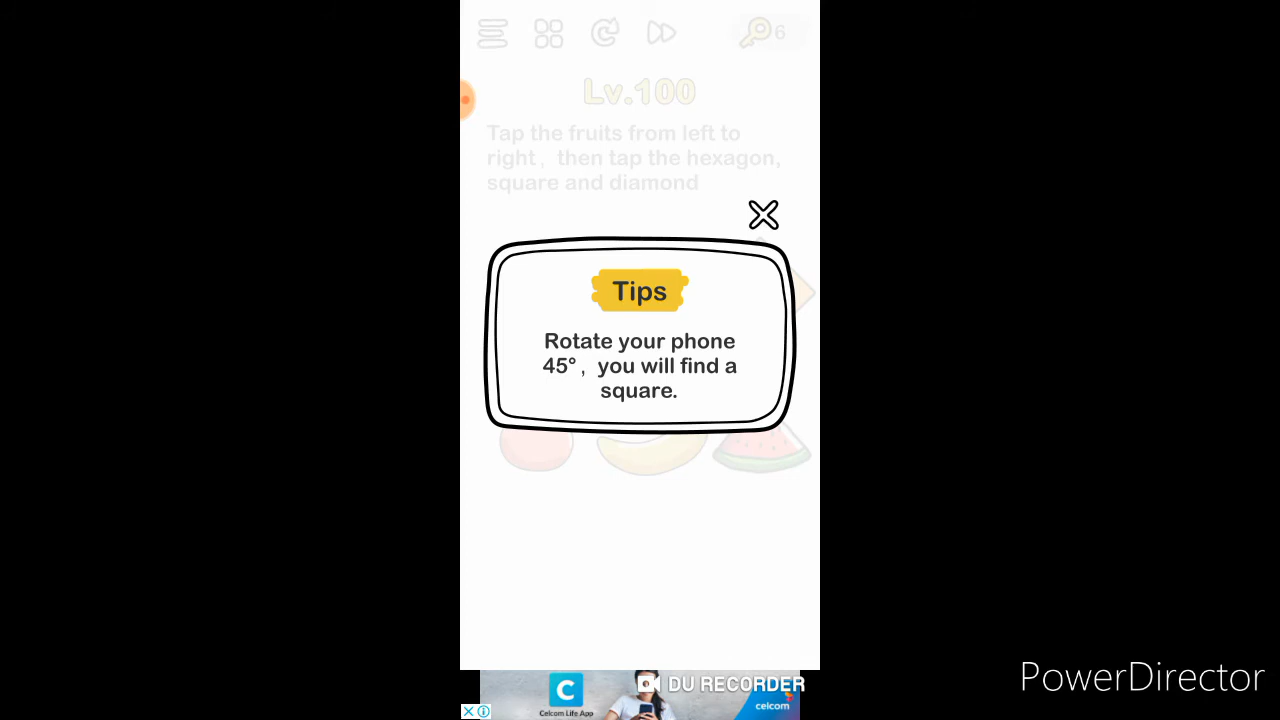 6
Lv.100
Tap the fruits from left to
right, then tap the hexagon,
square and diamond
Tips
Rotate your phone
45°, you will find a
square.
C
Celcom Life App
DU RECORDER
celcom
PowerDirector